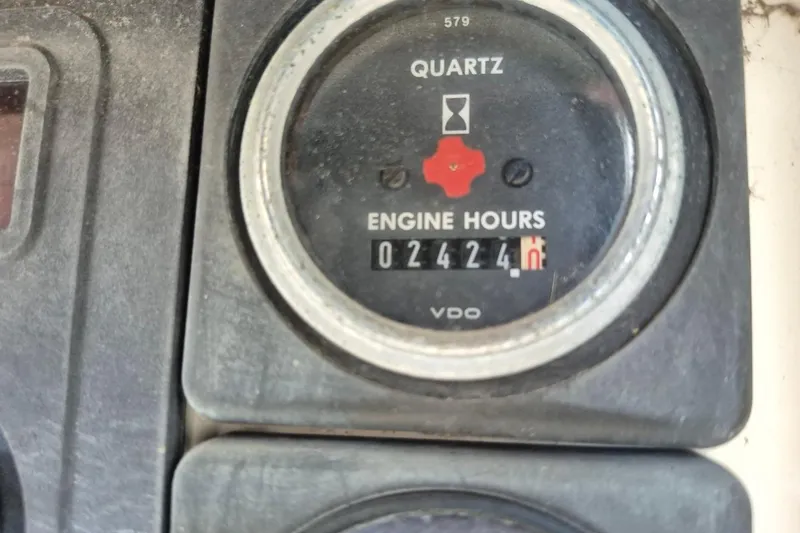 579
QUARTZ
ENGINE HOURS
02424.
VDO